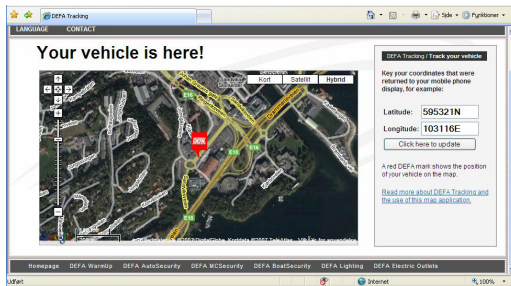 DEFA Tracking
Side
Funktioner
LANGUAGE CONTACT
Your vehicle is here!
DEFA Tracking / Track your vehicle
Key your coordinates that were
returned to your mobile phone
display, for example:
Latitude: 595321N
Longitude: 103116E
Click here to update
A red DEFA mark shows the position
of your vehicle on the map.
Read more about DEFA Tracking and
the use of this map application.
Kort Satellit Hybrid
E16
DEFA
E16
E18
E18
Homepage DEFA WarmUp DEFA AutoSecurity DEFA MCSecurity DEFA BoatSecurity DEFA Lighting DEFA Electric Outlets
Udført
Internet
100%